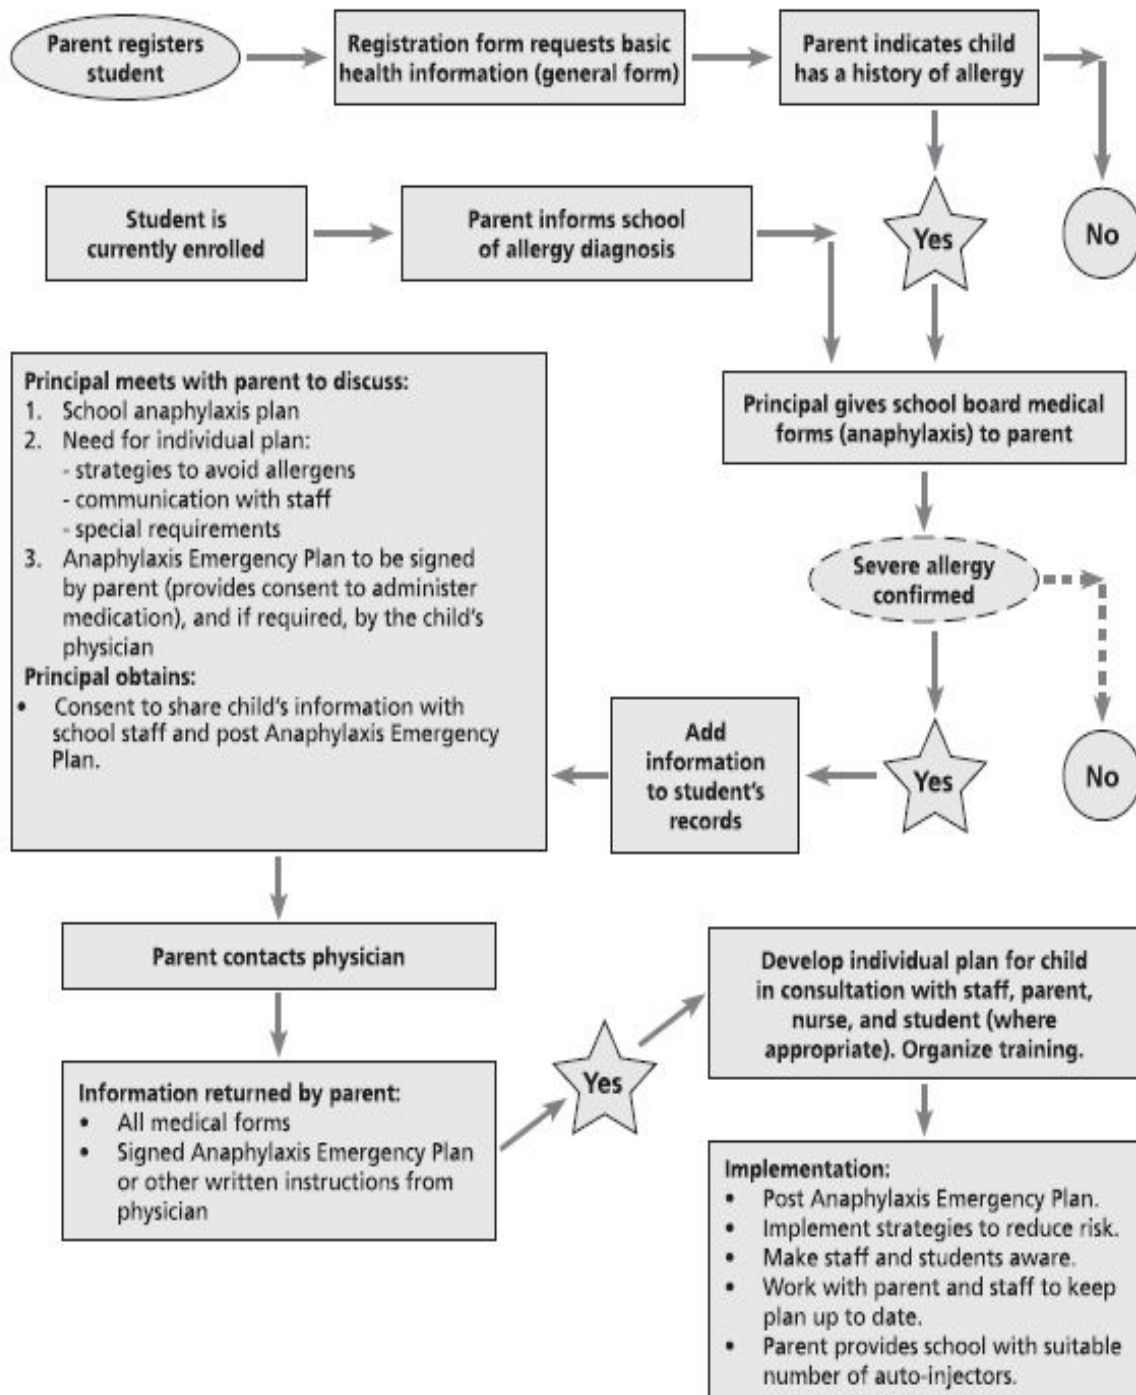 Parent registers
student
Registration form requests basic
health information (general form)
Parent indicates child
has a history of allergy
Yes
No
Student is
currently enrolled
Parent informs school
of allergy diagnosis
Principal gives school board medical
forms (anaphylaxis) to parent
Severe allergy
confirmed
Yes
No
Add
information
to student's
records
Principal meets with parent to discuss:
1. School anaphylaxis plan
2. Need for individual plan:
- strategies to avoid allergens
- communication with staff
- special requirements
3. Anaphylaxis Emergency Plan to be signed
by parent (provides consent to administer
medication), and if required, by the child's
physician
Principal obtains:
• Consent to share child's information with
school staff and post Anaphylaxis Emergency
Plan.
Parent contacts physician
Information returned by parent:
• All medical forms
• Signed Anaphylaxis Emergency Plan
or other written instructions from
physician
Yes
Develop individual plan for child
in consultation with staff, parent,
nurse, and student (where
appropriate). Organize training.
Implementation:
• Post Anaphylaxis Emergency Plan.
• Implement strategies to reduce risk.
• Make staff and students aware.
• Work with parent and staff to keep
plan up to date.
• Parent provides school with suitable
number of auto-injectors.